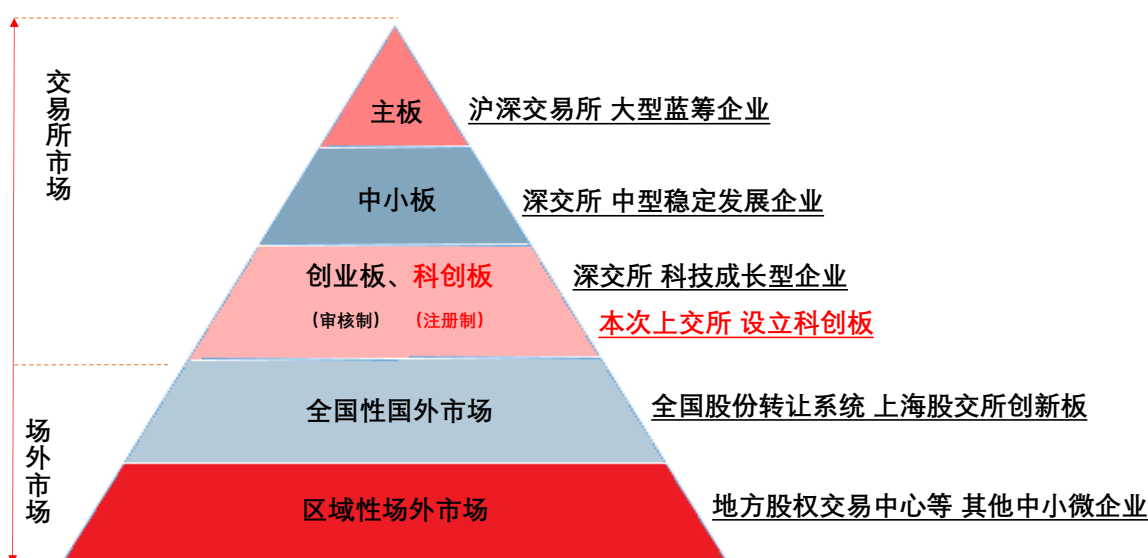 交易所市场
主板
沪深交易所 大型蓝筹企业
中小板
深交所 中型稳定发展企业
创业板、科创板
深交所 科技成长型企业
（审核制） （注册制）
本次上交所 设立科创板
场外市场
全国性国外市场
全国股份转让系统 上海股交所创新板
区域性场外市场
地方股权交易中心等 其他中小微企业